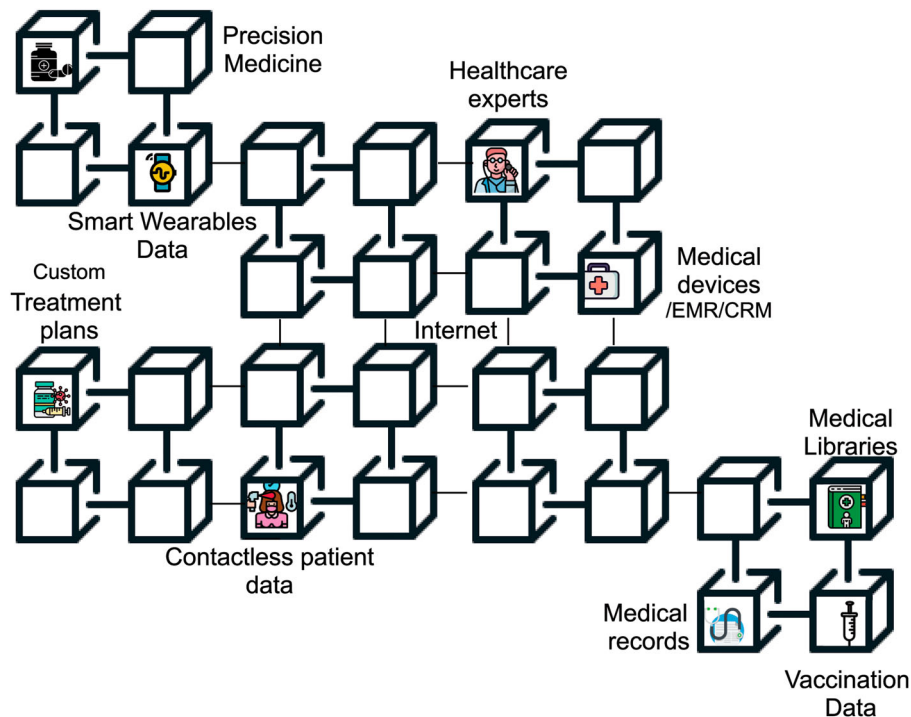 Precision
Medicine
Healthcare
experts
Smart Wearables
Data
Medical
devices
/EMR/CRM
Custom
Treatment
plans
Internet
Medical
Libraries
Contactless patient
data
Medical
records
Vaccination
Data